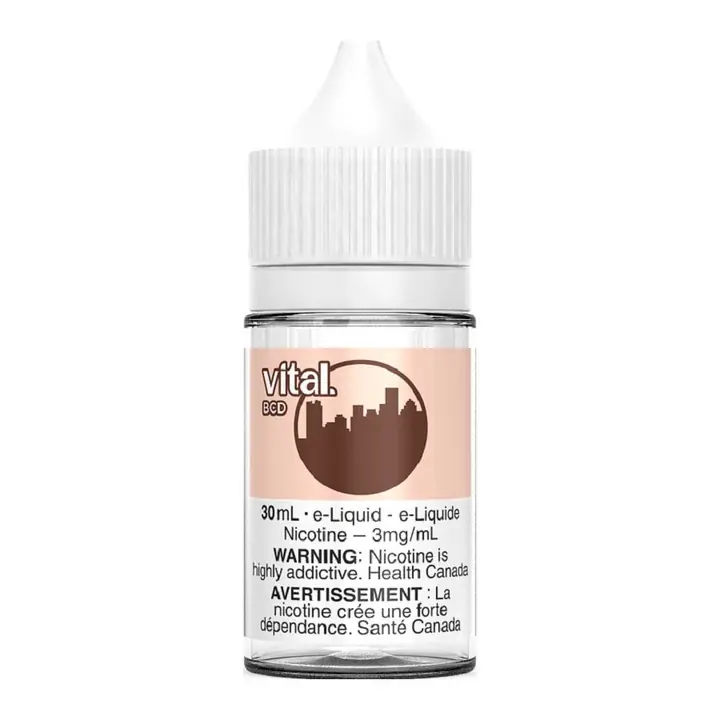 vital.
BCD
30mL • e-Liquid - e-Liquide
Nicotine – 3mg/mL
WARNING: Nicotine is
highly addictive. Health Canada
AVERTISSEMENT : La
nicotine crée une forte
dépendance. Santé Canada